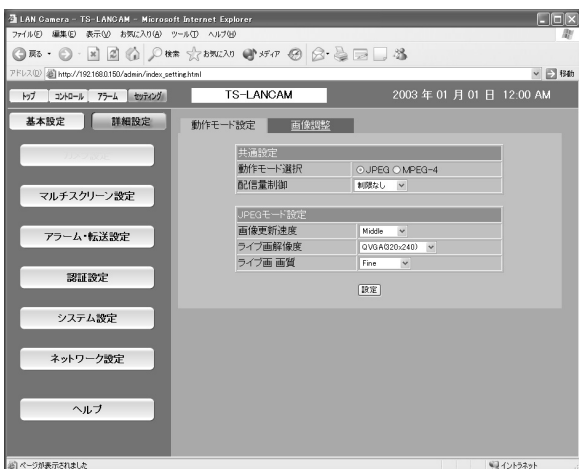 LAN Camera - TS-LANCAM - Microsoft Internet Explorer
ファイル(F) 編集(E) 表示(V) お気に入り(A) ツール(T) ヘルプ(H)
戻る 検索 お気に入り メディア
アドレス(D) http://192.168.0.150/admin/index_setting.html 移動
トップ コントロール アラーム セッティング TS-LANCAM 2003 年 01 月 01 日 12:00 AM
基本設定 詳細設定
動作モード設定 画像調整
共通設定
動作モード選択 JPEG MPEG-4
配信量制御 制限なし
マルチスクリーン設定
JPEGモード設定
画像更新速度 Middle
アラーム・転送設定
ライブ画解像度 QVGA(320x240)
ライブ画 画質 Fine
認証設定
設定
システム設定
ネットワーク設定
ヘルプ
ページが表示されました イントラネット